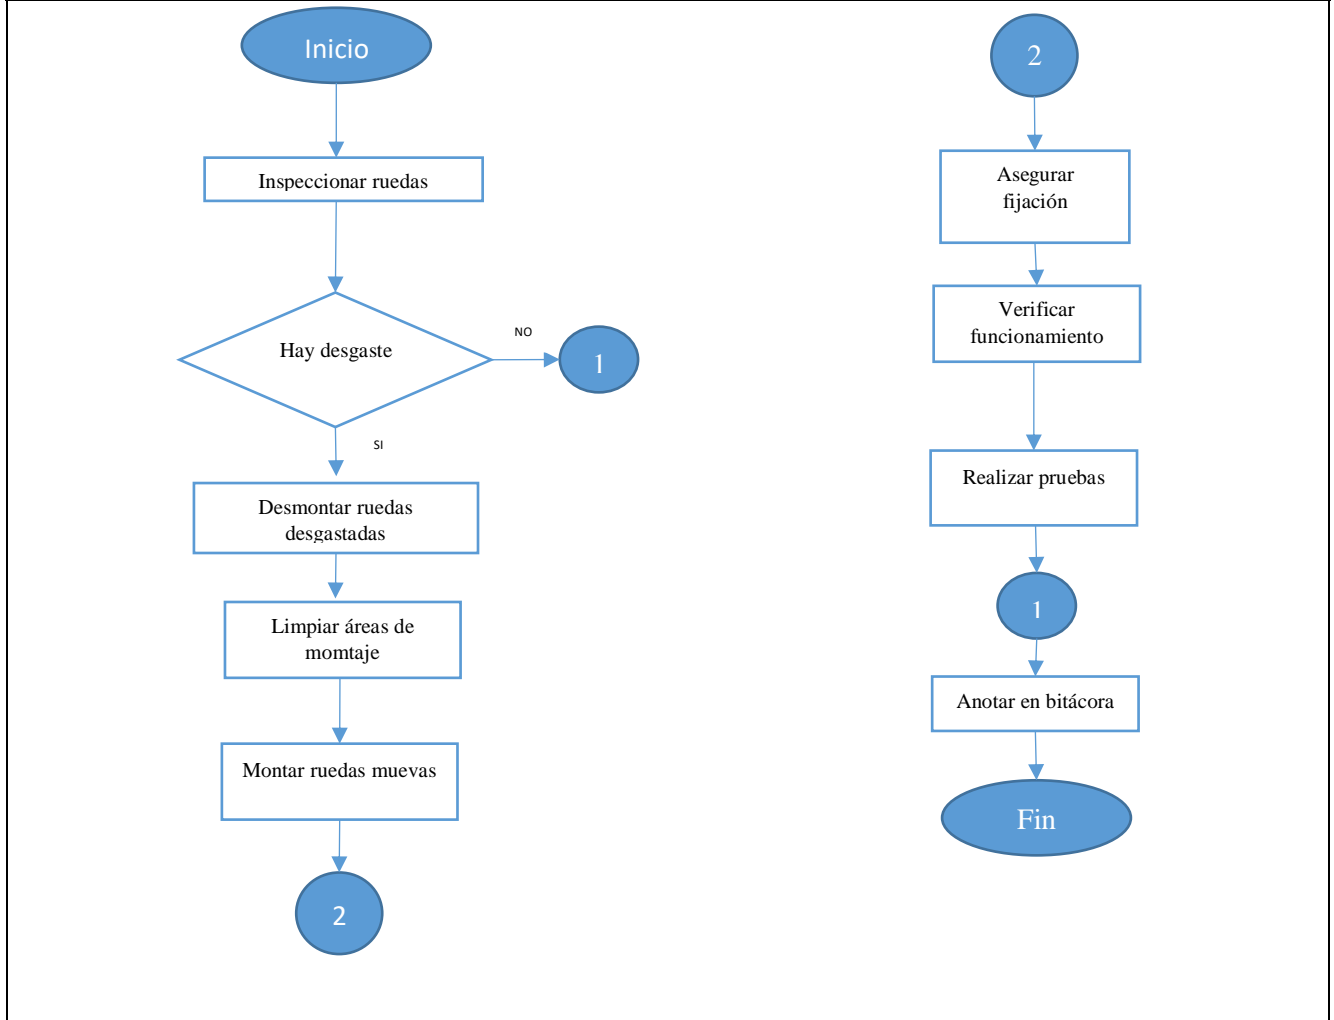 Inicio
Inspeccionar ruedas
Hay desgaste
NO
1
SI
Desmontar ruedas
desgastadas
Limpiar áreas de
momtaje
Montar ruedas muevas
2
2
Asegurar
fijación
Verificar
funcionamiento
Realizar pruebas
1
Anotar en bitácora
Fin